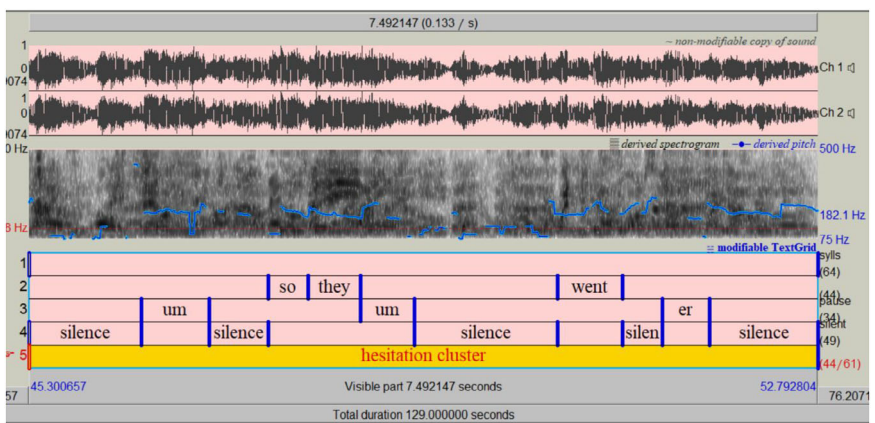 7.492147 (0.133 / s)
~ non-modifiable copy of sound
1
0
0074
Ch 1
1
0
0074
Ch 2
derived spectrogram derived pitch
0 Hz 500 Hz
8 Hz 182.1 Hz
75 Hz
modifiable TextGrid
1 sylls (64)
2 so they went (44)
3 um um er pause (34)
4 silence silence silence silen silence silent (49)
5 hesitation cluster (44/61)
45.300657 Visible part 7.492147 seconds 52.792804
57 76.2071
Total duration 129.000000 seconds